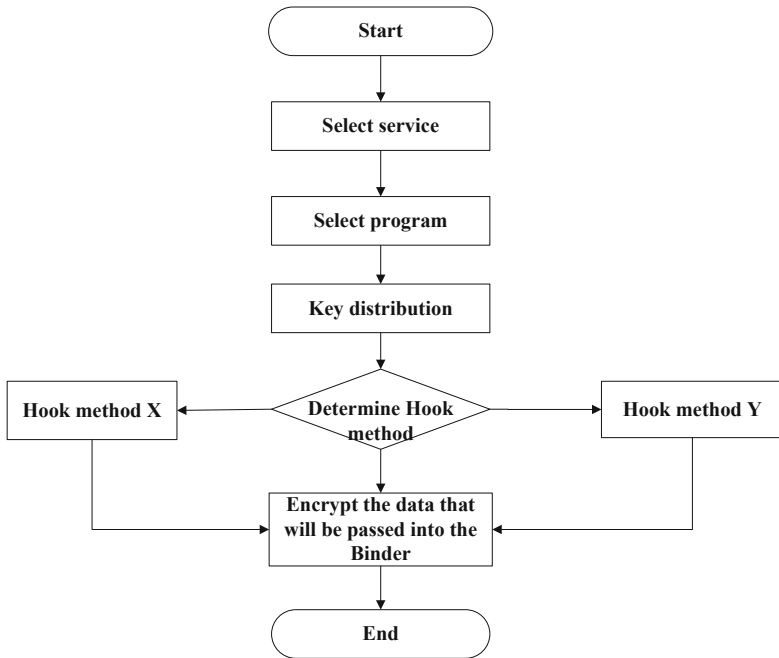 Start
Select service
Select program
Key distribution
Determine Hook
method
Hook method X
Hook method Y
Encrypt the data that
will be passed into the
Binder
End